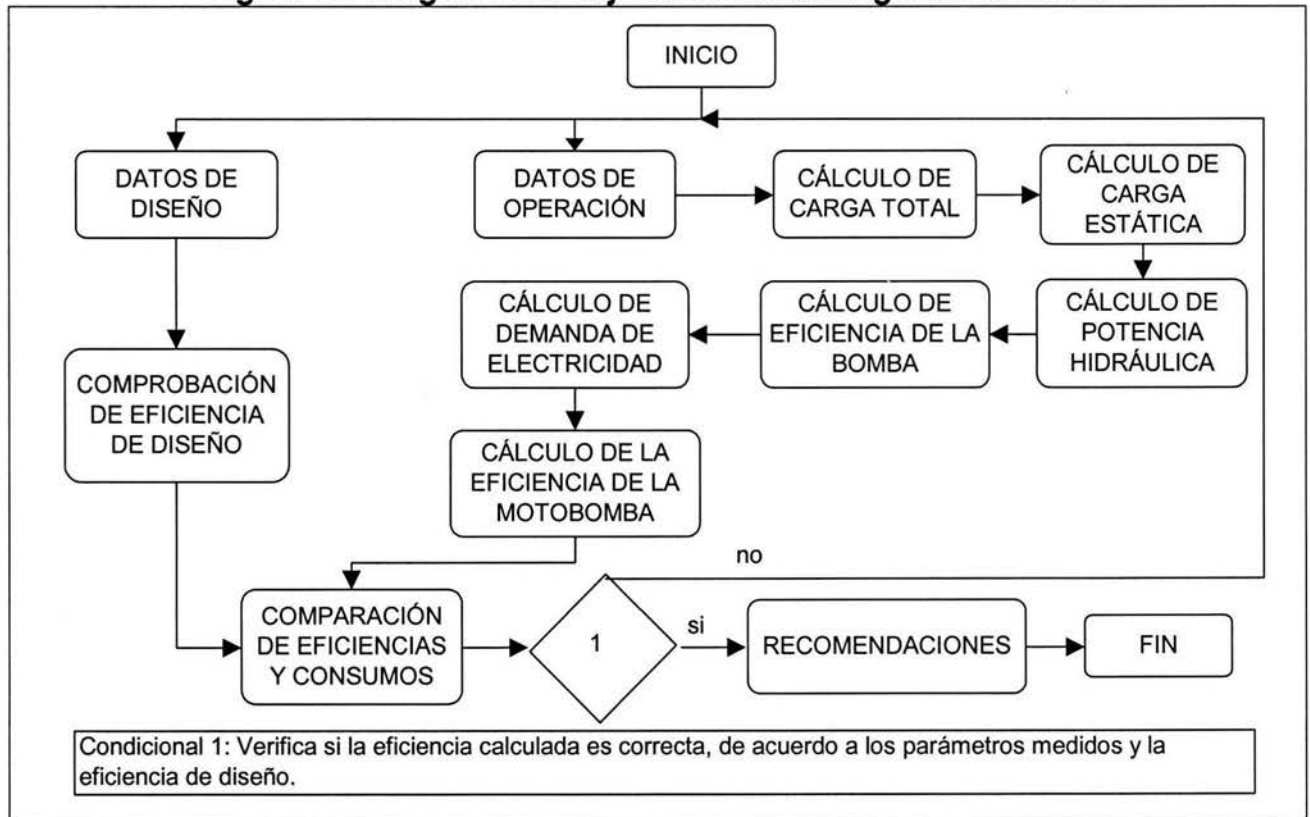 INICIO
DATOS DE
DISEÑO
DATOS DE
OPERACIÓN
CÁLCULO DE
CARGA TOTAL
CÁLCULO DE
CARGA
ESTÁTICA
CÁLCULO DE
DEMANDA DE
ELECTRICIDAD
CÁLCULO DE
EFICIENCIA DE LA
BOMBA
CÁLCULO DE
POTENCIA
HIDRÁULICA
COMPROBACIÓN
DE EFICIENCIA
DE DISEÑO
CÁLCULO DE LA
EFICIENCIA DE LA
MOTOBOMBA
no
COMPARACIÓN
DE EFICIENCIAS
Y CONSUMOS
1
si
RECOMENDACIONES
FIN
Condicional 1: Verifica si la eficiencia calculada es correcta, de acuerdo a los parámetros medidos y la
eficiencia de diseño.